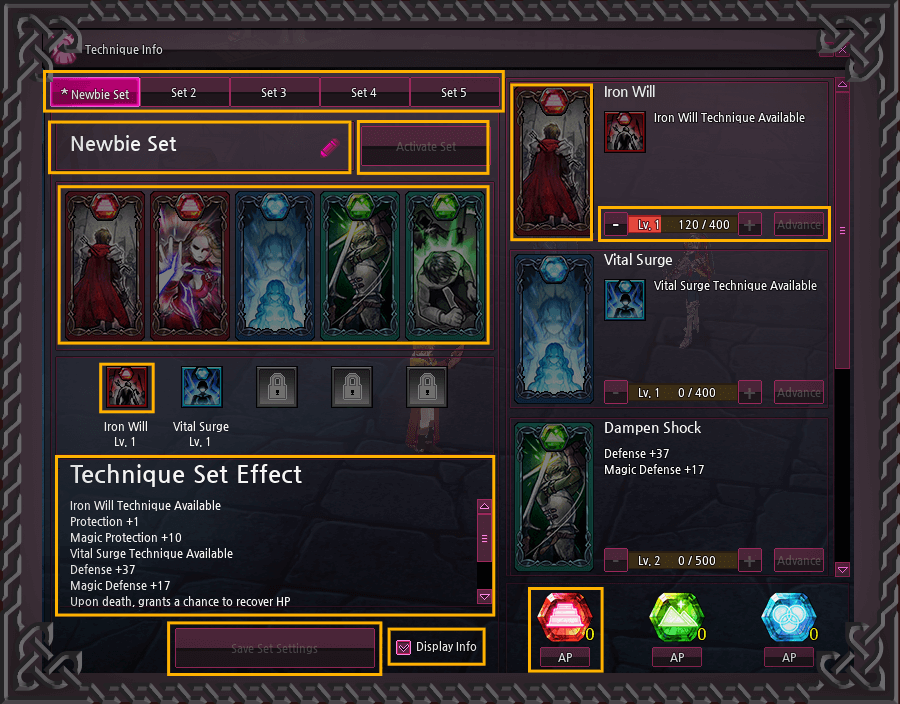 Technique Info
* Newbie Set
Set 2
Set 3
Set 4
Set 5
Newbie Set
Activate Set
Iron Will
Lv. 1
Vital Surge
Lv. 1
Technique Set Effect
Iron Will Technique Available
Protection +1
Magic Protection +10
Vital Surge Technique Available
Defense +37
Magic Defense +17
Upon death, grants a chance to recover HP
Save Set Settings
Display Info
Iron Will
Iron Will Technique Available
- Lv. 1 120 / 400 + Advance
Vital Surge
Vital Surge Technique Available
- Lv. 1 0 / 400 + Advance
Dampen Shock
Defense +37
Magic Defense +17
- Lv. 2 0 / 500 + Advance
0
AP
0
AP
0
AP